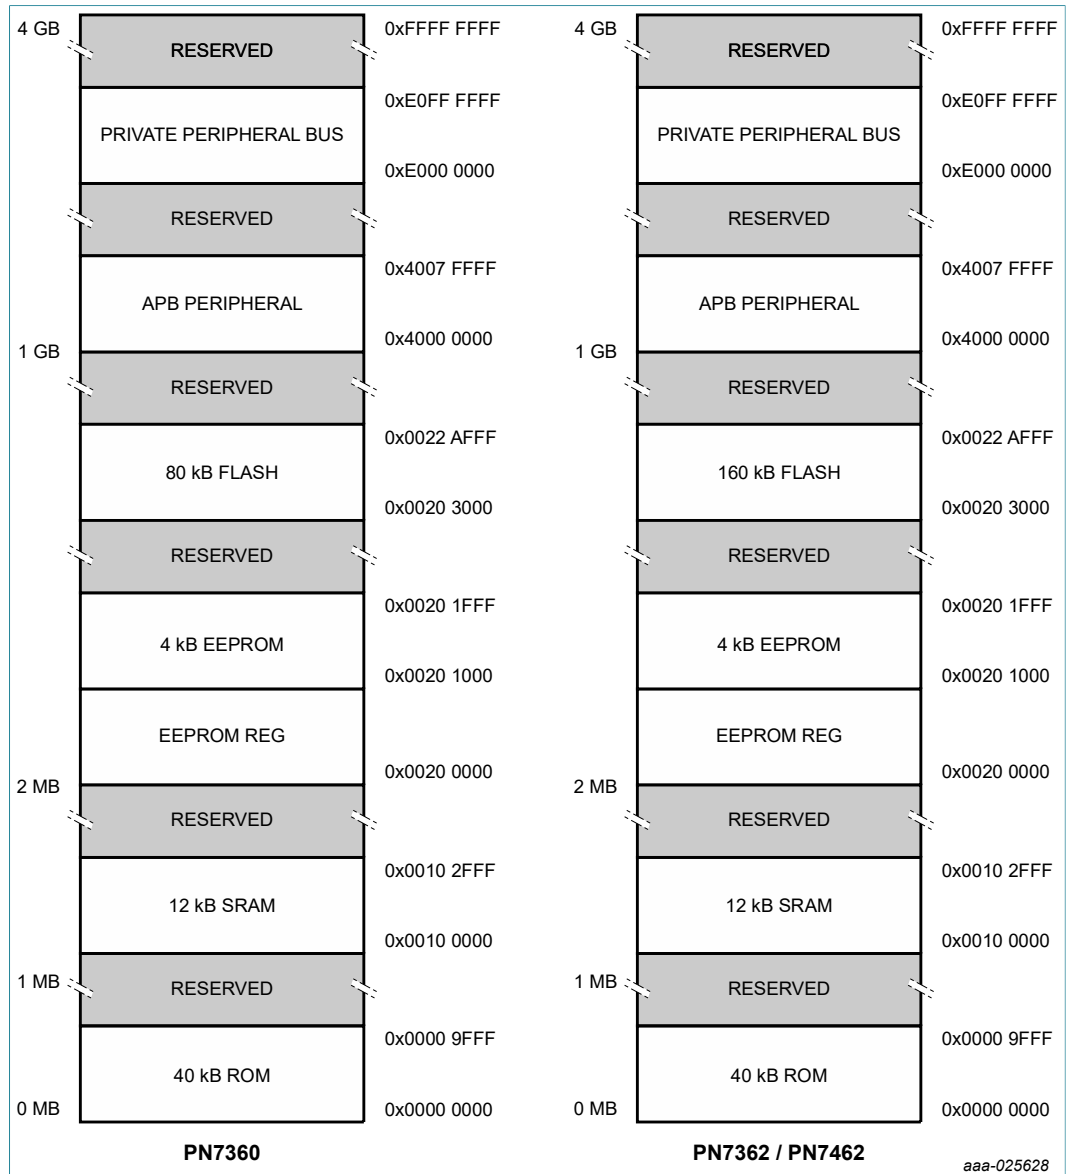 4 GB
RESERVED
0xFFFF FFFF
0xE0FF FFFF
PRIVATE PERIPHERAL BUS
0xE000 0000
RESERVED
0x4007 FFFF
APB PERIPHERAL
0x4000 0000
1 GB
RESERVED
0x0022 AFFF
80 kB FLASH
0x0020 3000
RESERVED
0x0020 1FFF
4 kB EEPROM
0x0020 1000
EEPROM REG
0x0020 0000
2 MB
RESERVED
0x0010 2FFF
12 kB SRAM
0x0010 0000
1 MB
RESERVED
0x0000 9FFF
40 kB ROM
0 MB
0x0000 0000
PN7360
4 GB
RESERVED
0xFFFF FFFF
0xE0FF FFFF
PRIVATE PERIPHERAL BUS
0xE000 0000
RESERVED
0x4007 FFFF
APB PERIPHERAL
0x4000 0000
1 GB
RESERVED
0x0022 AFFF
160 kB FLASH
0x0020 3000
RESERVED
0x0020 1FFF
4 kB EEPROM
0x0020 1000
EEPROM REG
0x0020 0000
2 MB
RESERVED
0x0010 2FFF
12 kB SRAM
0x0010 0000
1 MB
RESERVED
0x0000 9FFF
40 kB ROM
0 MB
0x0000 0000
PN7362 / PN7462
aaa-025628